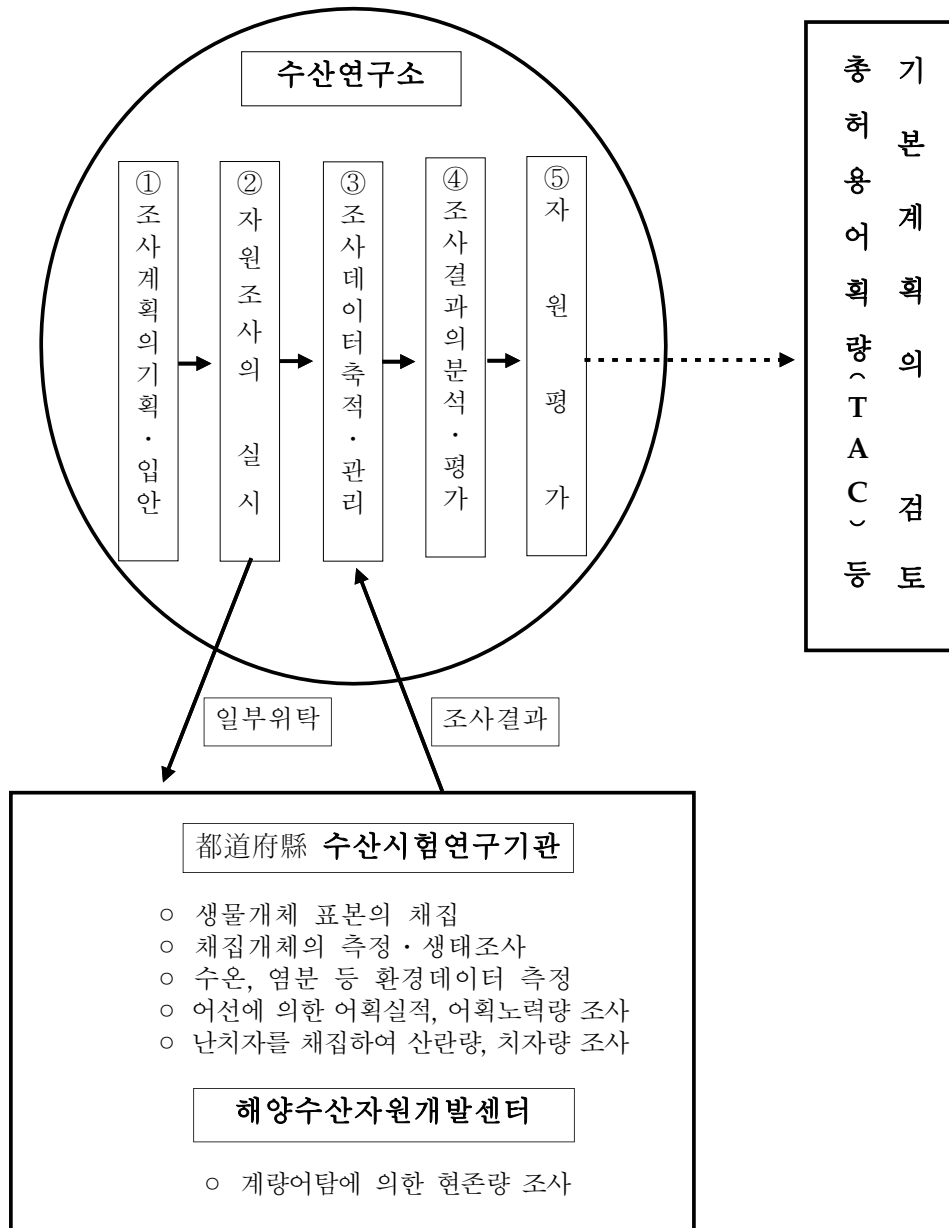 수산연구소
① 조사계획의기획·입안
② 자원조사의 실시
③ 조사데이터축적·관리
④ 조사결과의분석·평가
⑤ 자원평가
기본계획의 검토
총허용어획량(TAC) 등
일부위탁
조사결과
都道府縣 수산시험연구기관
○ 생물개체 표본의 채집
○ 채집개체의 측정·생태조사
○ 수온, 염분 등 환경데이터 측정
○ 어선에 의한 어획실적, 어획노력량 조사
○ 난치자를 채집하여 산란량, 치자량 조사
해양수산자원개발센터
○ 계량어탐에 의한 현존량 조사